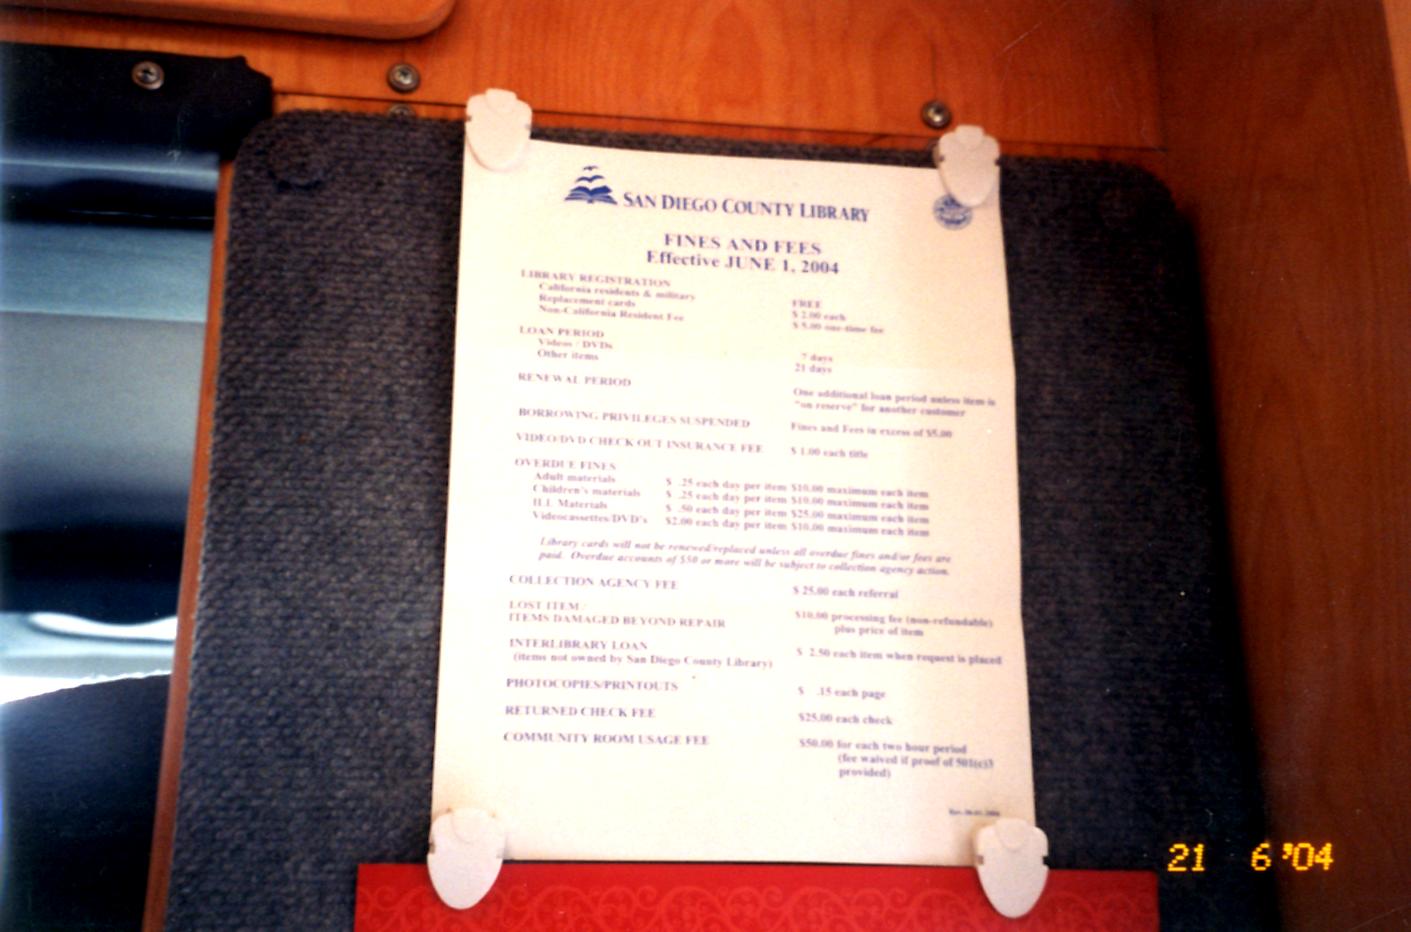 SAN DIEGO COUNTY LIBRARY
FINES AND FEES
Effective JUNE 1, 2004
LIBRARY REGISTRATION
California residents & military FREE
Replacement cards $ 2.00 each
Non-California Resident Fee $ 5.00 one-time fee
LOAN PERIOD
Videos / DVDs 7 days
Other items 21 days
RENEWAL PERIOD One additional loan period unless item is
"on reserve" for another customer
BORROWING PRIVILEGES SUSPENDED Fines and Fees in excess of $5.00
VIDEO/DVD CHECK OUT INSURANCE FEE $ 1.00 each title
OVERDUE FINES
Adult materials $ .25 each day per item $10.00 maximum each item
Children's materials $ .25 each day per item $10.00 maximum each item
ILL Materials $ .50 each day per item $25.00 maximum each item
Videocassettes/DVD's $2.00 each day per item $10.00 maximum each item
Library cards will not be renewed/replaced unless all overdue fines and/or fees are
paid. Overdue accounts of $50 or more will be subject to collection agency action.
COLLECTION AGENCY FEE $ 25.00 each referral
LOST ITEM /
ITEMS DAMAGED BEYOND REPAIR $10.00 processing fee (non-refundable)
plus price of item
INTERLIBRARY LOAN $ 2.50 each item when request is placed
(items not owned by San Diego County Library)
PHOTOCOPIES/PRINTOUTS $ .15 each page
RETURNED CHECK FEE $25.00 each check
COMMUNITY ROOM USAGE FEE $50.00 for each two hour period
(fee waived if proof of 501(c)3
provided)
21 6 '04